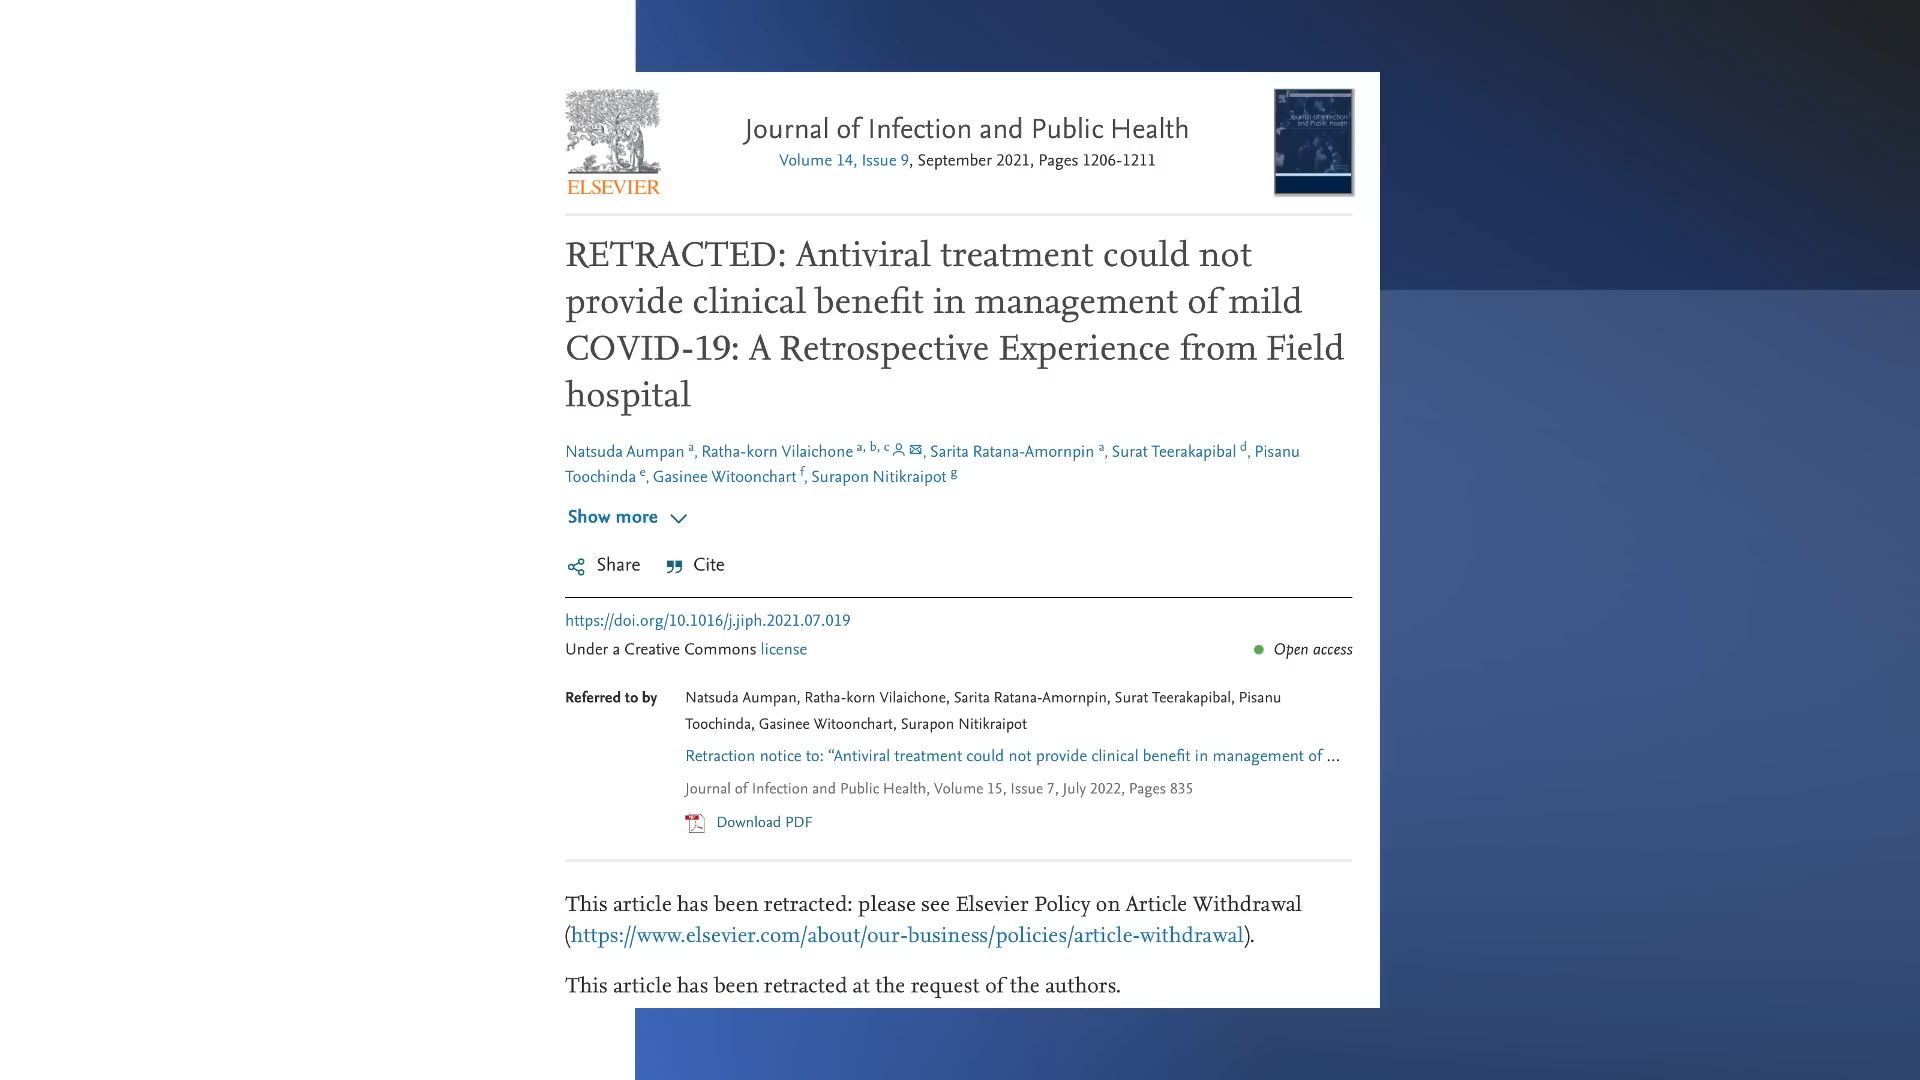 ELSEVIER
Journal of Infection and Public Health
Volume 14, Issue 9, September 2021, Pages 1206-1211
Journal of Infection
and Public Health
RETRACTED: Antiviral treatment could not
provide clinical benefit in management of mild
COVID-19: A Retrospective Experience from Field
hospital
Natsuda Aumpan a, Ratha-korn Vilaichone a, b, c, Sarita Ratana-Amornpin a, Surat Teerakapibal d, Pisanu
Toochinda e, Gasinee Witoonchart f, Surapon Nitikraipot g
Show more
Share Cite
https://doi.org/10.1016/j.jiph.2021.07.019
Under a Creative Commons license
Open access
Referred to by Natsuda Aumpan, Ratha-korn Vilaichone, Sarita Ratana-Amornpin, Surat Teerakapibal, Pisanu
Toochinda, Gasinee Witoonchart, Surapon Nitikraipot
Retraction notice to: “Antiviral treatment could not provide clinical benefit in management of ...
Journal of Infection and Public Health, Volume 15, Issue 7, July 2022, Pages 835
Download PDF
This article has been retracted: please see Elsevier Policy on Article Withdrawal
(https://www.elsevier.com/about/our-business/policies/article-withdrawal).
This article has been retracted at the request of the authors.